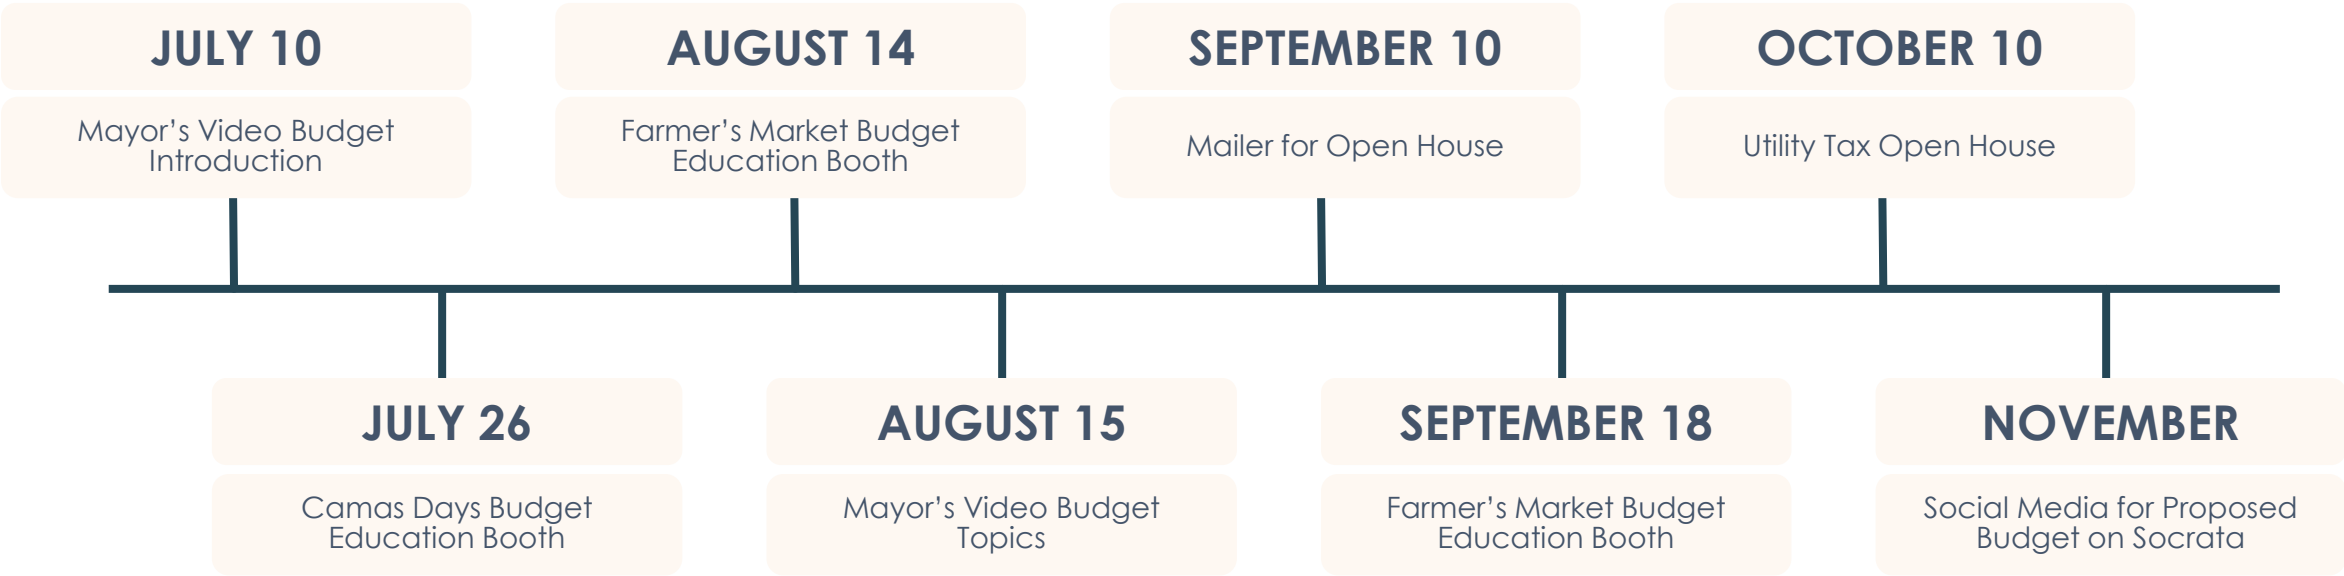 JULY 10
Mayor’s Video Budget
Introduction
AUGUST 14
Farmer’s Market Budget
Education Booth
SEPTEMBER 10
Mailer for Open House
OCTOBER 10
Utility Tax Open House
JULY 26
Camas Days Budget
Education Booth
AUGUST 15
Mayor’s Video Budget
Topics
SEPTEMBER 18
Farmer’s Market Budget
Education Booth
NOVEMBER
Social Media for Proposed
Budget on Socrata